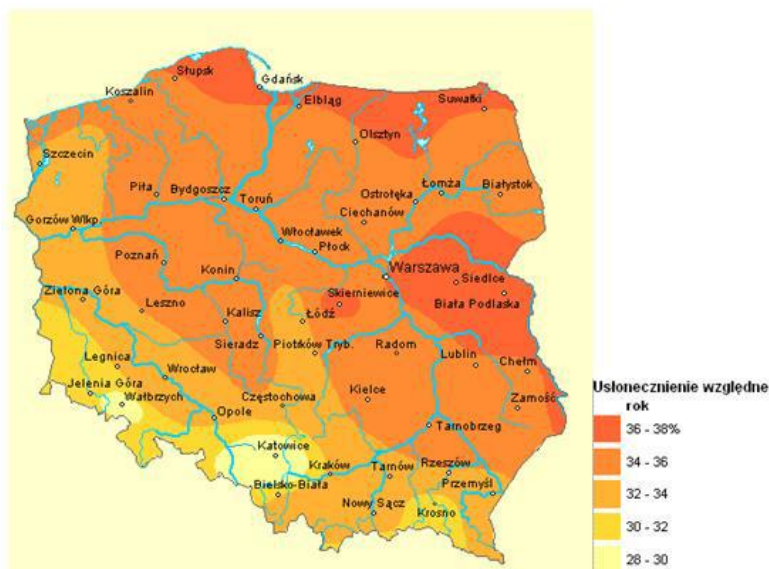 Słupsk
Gdańsk
Koszalin
Elbląg
Suwałki
Olsztyn
Szczecin
Piła
Bydgoszcz
Toruń
Ostrołęka
Łomża
Białystok
Ciechanów
Gorzów Wlkp.
Włocławek
Płock
Poznań
Konin
Warszawa
Siedlce
Zielona Góra
Skierniewice
Biała Podlaska
Leszno
Kalisz
Łódź
Sieradz
Piotrków Tryb.
Radom
Lublin
Chełm
Legnica
Wrocław
Jelenia Góra
Wałbrzych
Częstochowa
Kielce
Zamość
Opole
Tarnobrzeg
Katowice
Kraków
Tarnów
Rzeszów
Bielsko-Biała
Przemyśl
Nowy Sącz
Krosno
Usłonecznienie względne
rok
36 - 38%
34 - 36
32 - 34
30 - 32
28 - 30